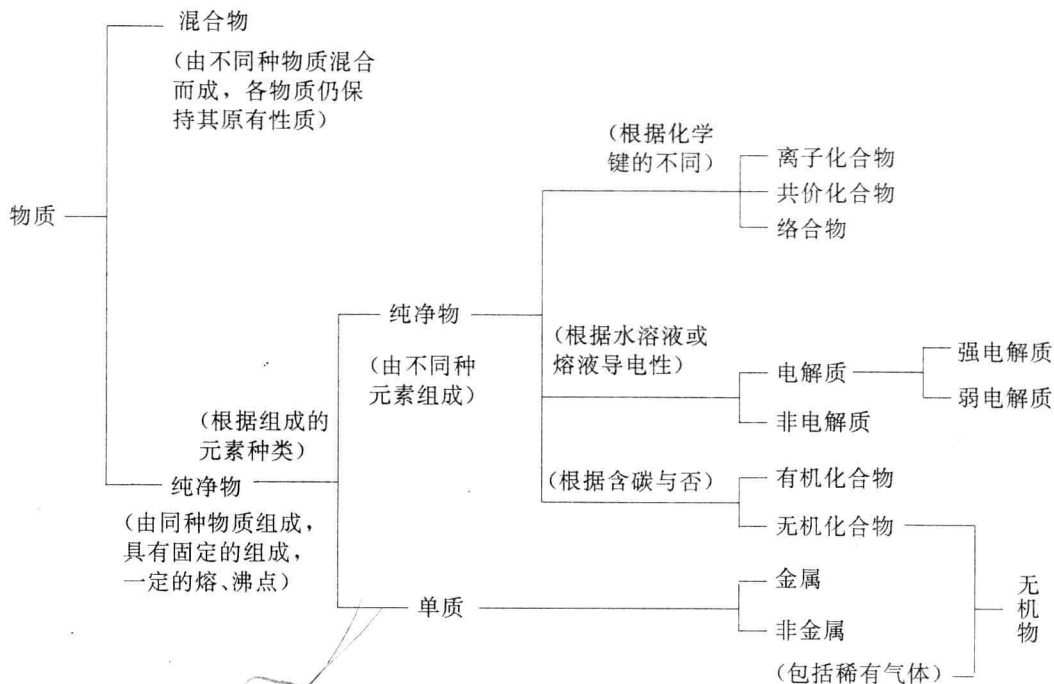 混合物
(由不同种物质混合
而成，各物质仍保
持其原有性质)
物质
(根据化学
键的不同)
离子化合物
共价化合物
络合物
纯净物
(由不同种
元素组成)
(根据水溶液或
熔液导电性)
电解质
强电解质
弱电解质
非电解质
(根据组成的
元素种类)
纯净物
(由同种物质组成，
具有固定的组成，
一定的熔、沸点)
(根据含碳与否)
有机化合物
无机化合物
单质
金属
非金属
(包括稀有气体)
无机物